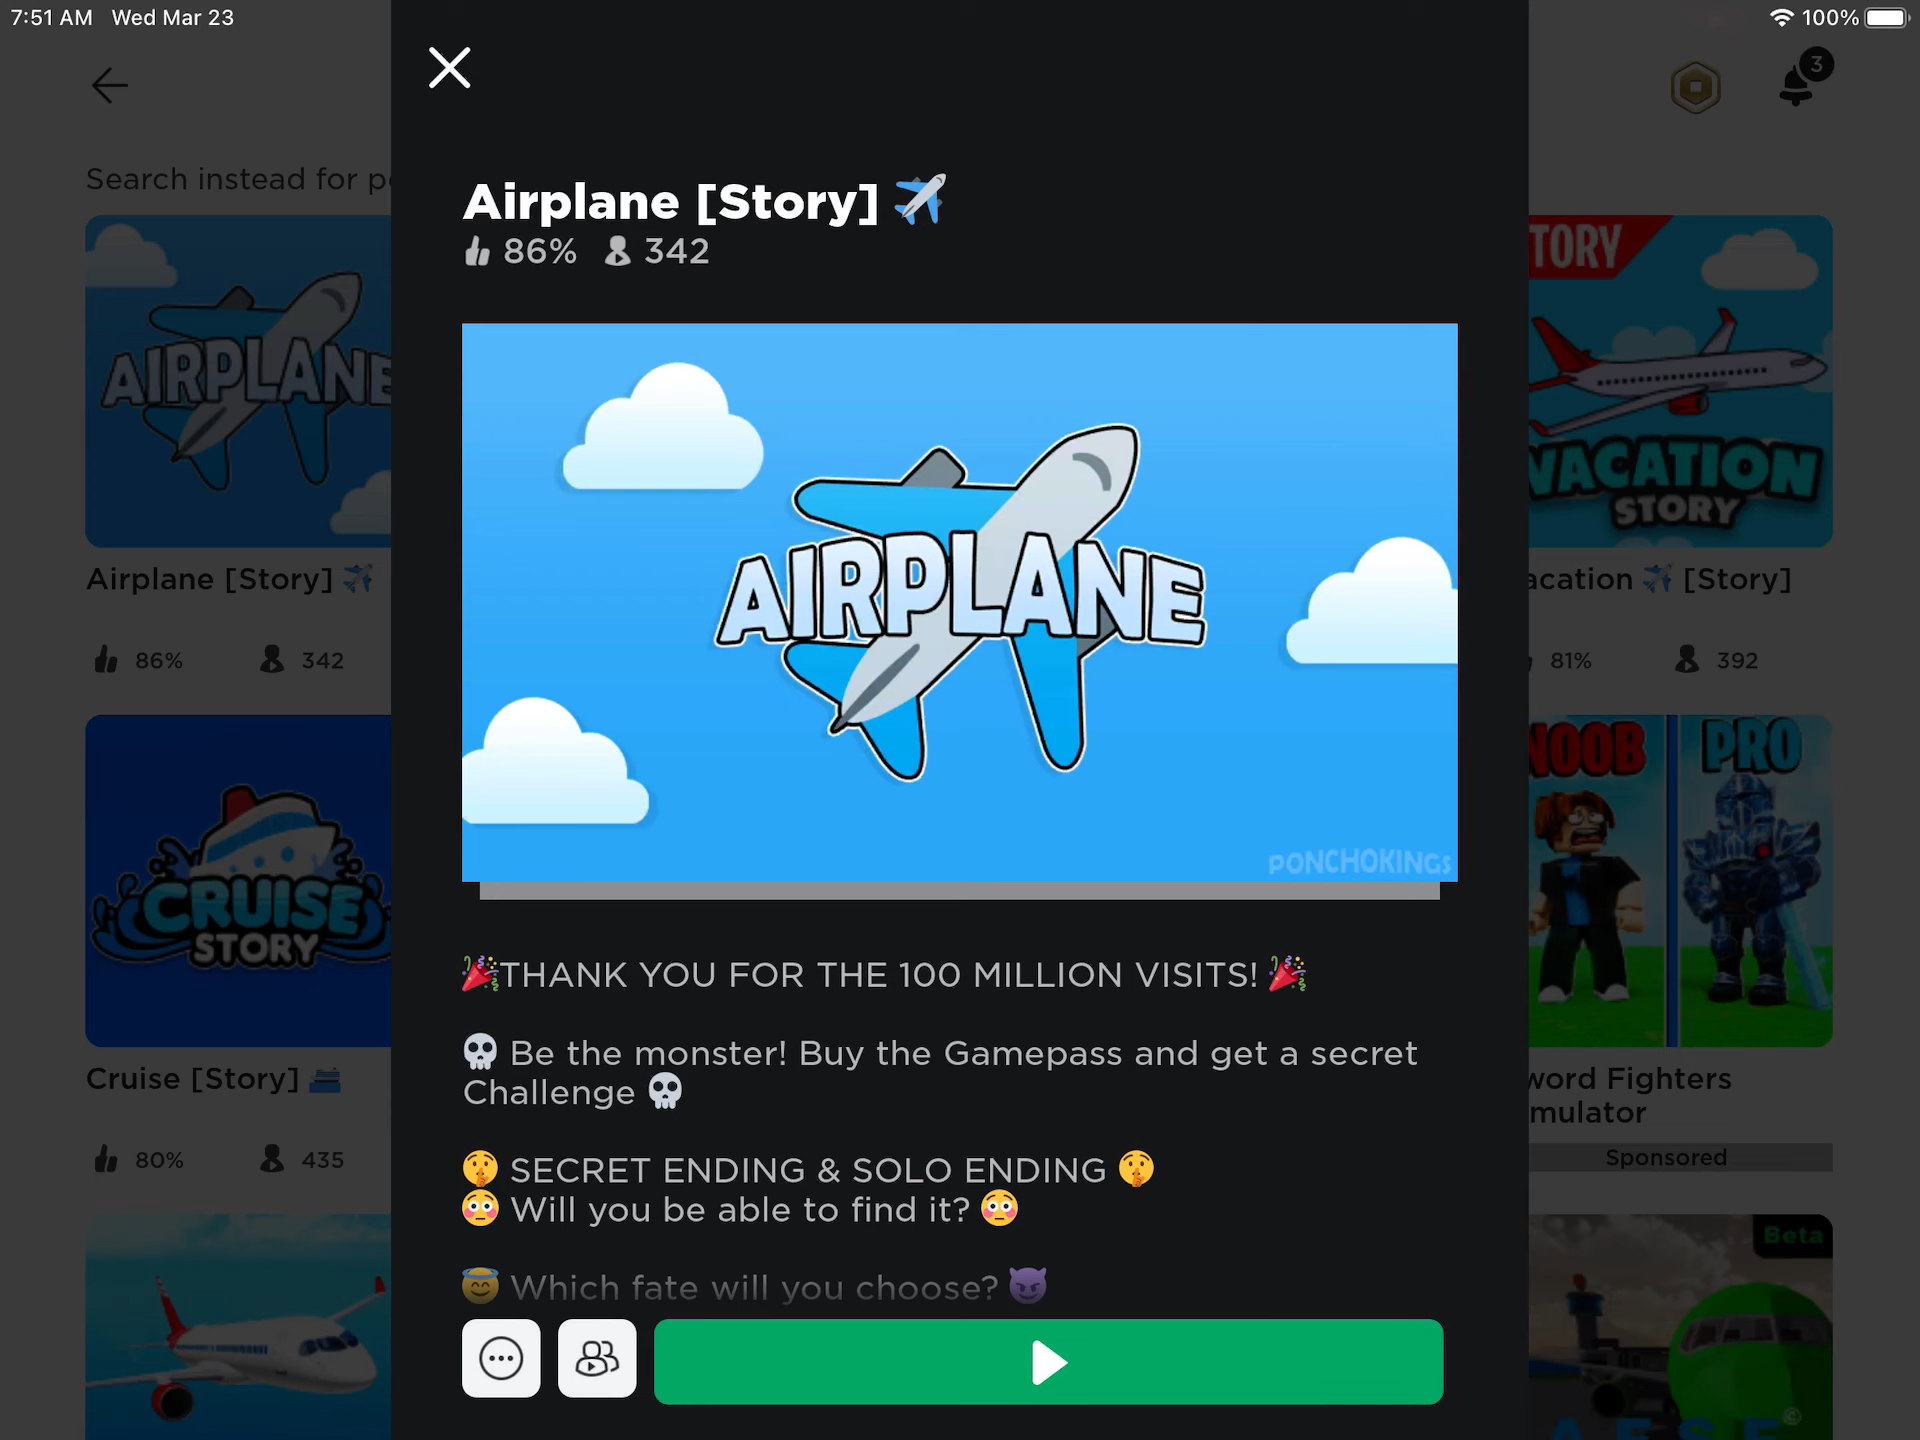 7:51 AM Wed Mar 23
100%
3
Search instead for
Airplane [Story] ✈️
86% 342
AIRPLANE
PONCHOKINGS
🎉THANK YOU FOR THE 100 MILLION VISITS! 🎉
💀 Be the monster! Buy the Gamepass and get a secret
Challenge 💀
🤫 SECRET ENDING & SOLO ENDING 🤫
😳 Will you be able to find it? 😳
😇 Which fate will you choose? 😈
AIRPLANE
Airplane [Story] ✈️
86% 342
CRUISE
STORY
Cruise [Story] 🚢
80% 435
TORY
VACATION
STORY
acation ✈️ [Story]
81% 392
NOOB PRO
word Fighters
mulator
Sponsored
Beta